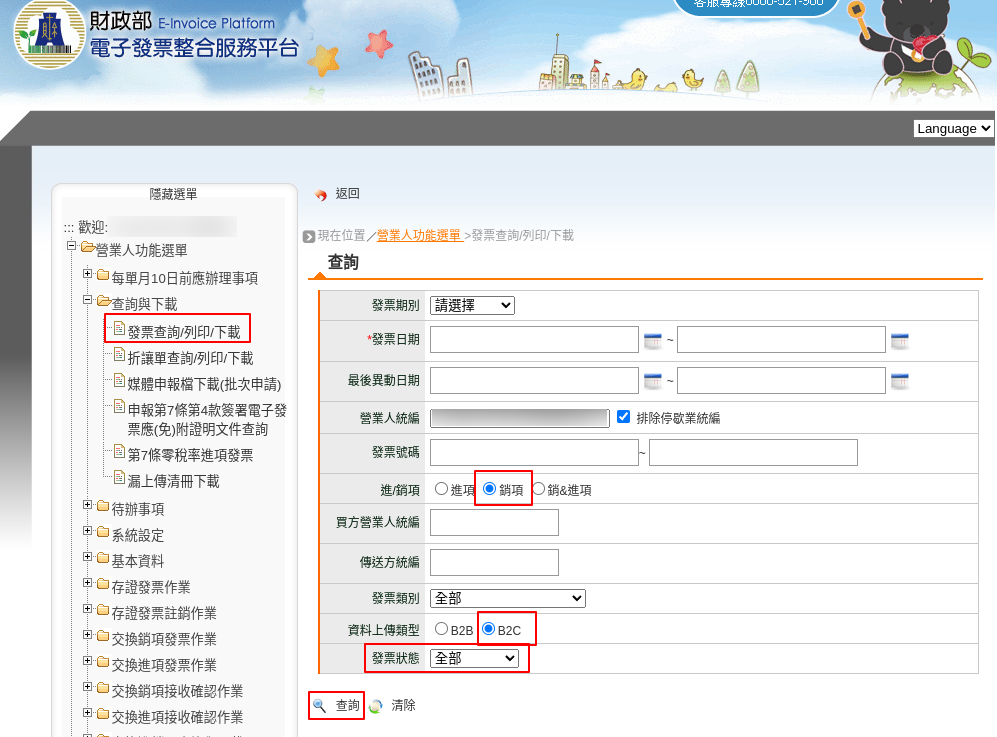 客服專線0800-521-988
財政部 E-Invoice Platform
電子發票整合服務平台
Language
隱藏選單
::: 歡迎:
營業人功能選單
每單月10日前應辦理事項
查詢與下載
發票查詢/列印/下載
折讓單查詢/列印/下載
媒體申報檔下載(批次申請)
申報第7條第4款簽署電子發
票應(免)附證明文件查詢
第7條零稅率進項發票
漏上傳清冊下載
待辦事項
系統設定
基本資料
存證發票作業
存證發票註銷作業
交換銷項發票作業
交換進項發票作業
交換銷項接收確認作業
交換進項接收確認作業
返回
現在位置／營業人功能選單 >發票查詢/列印/下載
查詢
發票期別 請選擇
*發票日期 ~
最後異動日期 ~
營業人統編 排除停歇業統編
發票號碼 ~
進/銷項 進項 銷項 銷&進項
買方營業人統編
傳送方統編
發票類別 全部
資料上傳類型 B2B B2C
發票狀態 全部
查詢 清除